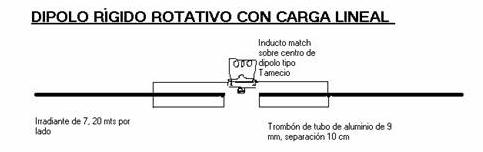 DIPOLO RÍGIDO ROTATIVO CON CARGA LINEAL
Inducto match
sobre centro de
dipolo tipo
Tamecio
Irradiante de 7, 20 mts por
lado
Trombón de tubo de aluminio de 9
mm, separación 10 cm